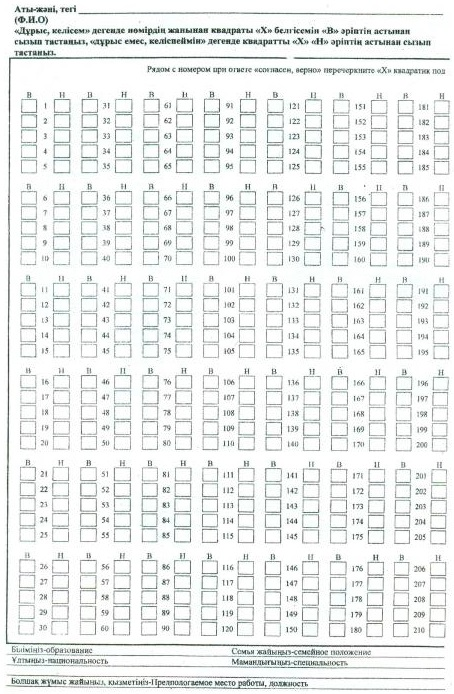 Аты-жәні, тегі
(Ф.И.О)
«Дұрыс, келісем» дегенде нөмірдің жанынан квадраты «Х» белгісемін «В» әріптін астынан
сызып тастаңыз, «дұрыс емес, келіспеймін» дегенде квадратты «Х» «Н» әріптін астынан сызып
тастаңыз.
Рядом с номером при ответе «согласен, верно» перечеркните «Х» квадратик под
В Н В Н В Н В Н В Н В Н В Н
1 31 61 91 121 151 181
2 32 62 92 122 152 182
3 33 63 93 123 153 183
4 34 64 94 124 154 184
5 35 65 95 125 155 185
В Н В Н В Н В Н В Н В Н В Н
6 36 66 96 126 156 186
7 37 67 97 127 157 187
8 38 68 98 128 158 188
9 39 69 99 129 159 189
10 40 70 100 130 160 190
В Н В Н В Н В Н В Н В Н В Н
11 41 71 101 131 161 191
12 42 72 102 132 162 192
13 43 73 103 133 163 193
14 44 74 104 134 164 194
15 45 75 105 135 165 195
В Н В Н В Н В Н В Н В Н В Н
16 46 76 106 136 166 196
17 47 77 107 137 167 197
18 48 78 108 138 168 198
19 49 79 109 139 169 199
20 50 80 110 140 170 200
В Н В Н В Н В Н В Н В Н В Н
21 51 81 111 141 171 201
22 52 82 112 142 172 202
23 53 83 113 143 173 203
24 54 84 114 144 174 204
25 55 85 115 145 175 205
В Н В Н В Н В Н В Н В Н В Н
26 56 86 116 146 176 206
27 57 87 117 147 177 207
28 58 88 118 148 178 208
29 59 89 119 149 179 209
30 60 90 120 150 180 210
Біліміңіз-образование Семья жайыңыз-семейное положение
Ұлтыңыз-национальность Мамандығыңыз-специальность
Болшақ жұмыс жайыңыз, қызметіңіз-Предпологаемое место работы, должность